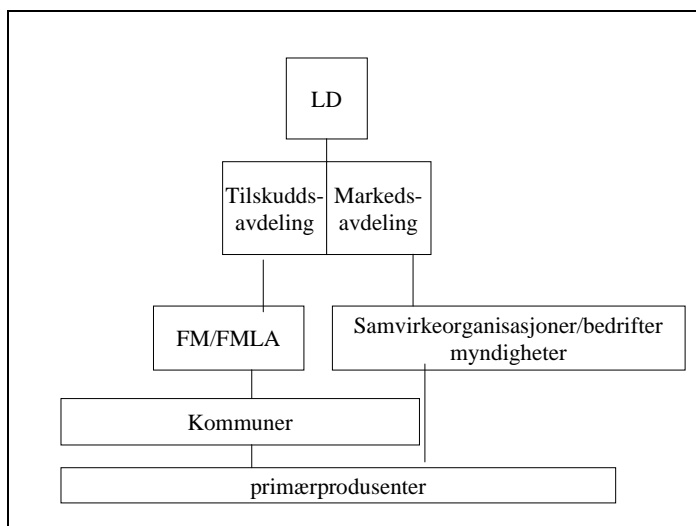 LD
Tilskudds-
avdeling
Markeds-
avdeling
FM/FMLA
Samvirkeorganisasjoner/bedrifter
myndigheter
Kommuner
primærprodusenter